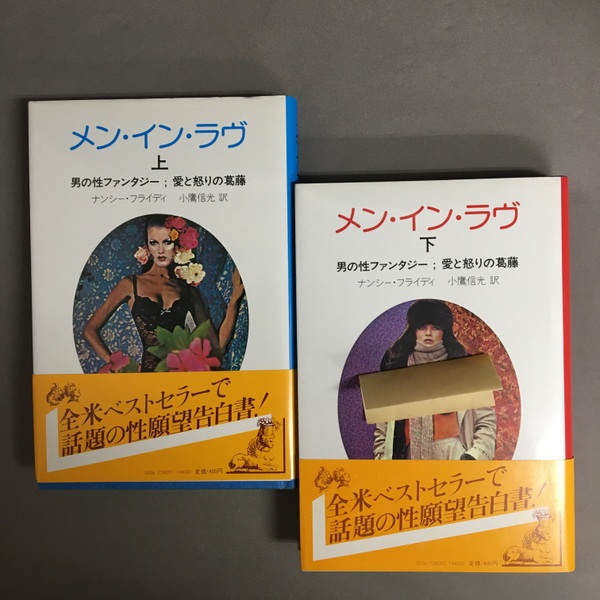 メン・イン・ラヴ
上
男の性ファンタジー；愛と怒りの葛藤
ナンシー・フライディ 小鷹信光 訳
全米ベストセラーで
話題の性願望告白書!
メン・イン・ラヴ
下
男の性ファンタジー；愛と怒りの葛藤
ナンシー・フライディ 小鷹信光 訳
全米ベストセラーで
話題の性願望告白書!